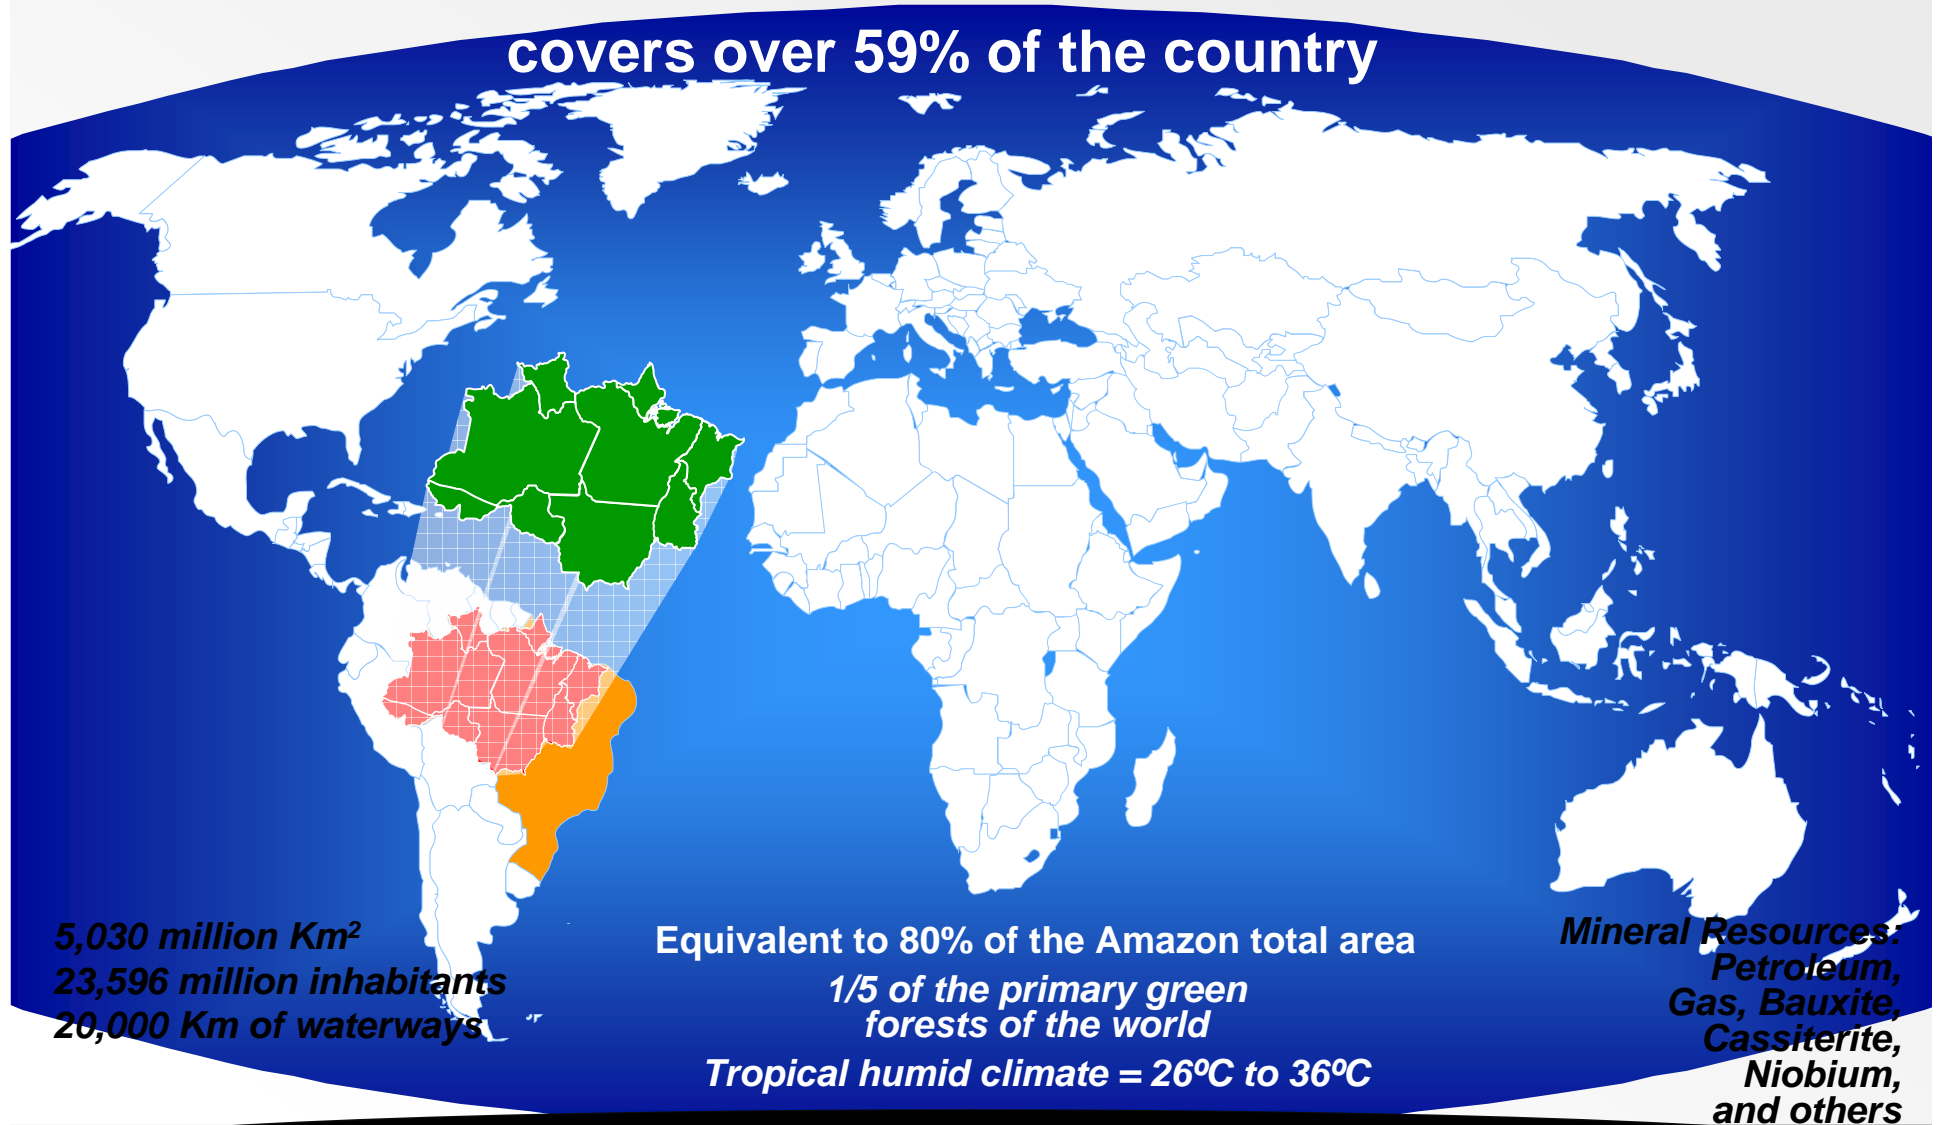 covers over 59% of the country
5,030 million Km²
23,596 million inhabitants
20,000 Km of waterways
Equivalent to 80% of the Amazon total area
1/5 of the primary green
forests of the world
Tropical humid climate = 26ºC to 36ºC
Mineral Resources:
Petroleum,
Gas, Bauxite,
Cassiterite,
Niobium,
and others